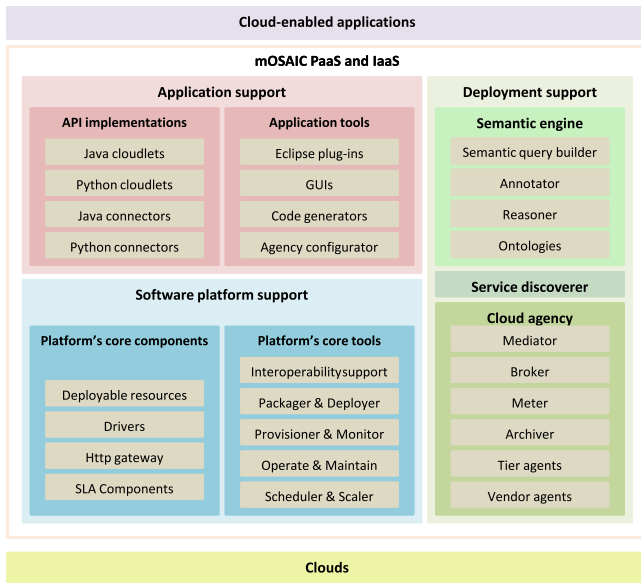 Cloud-enabled applications
mOSAIC PaaS and IaaS
Application support
API implementations
Java cloudlets
Python cloudlets
Java connectors
Python connectors
Application tools
Eclipse plug-ins
GUIs
Code generators
Agency configurator
Software platform support
Platform's core components
Deployable resources
Drivers
Http gateway
SLA Components
Platform's core tools
Interoperability support
Packager & Deployer
Provisioner & Monitor
Operate & Maintain
Scheduler & Scaler
Deployment support
Semantic engine
Semantic query builder
Annotator
Reasoner
Ontologies
Service discoverer
Cloud agency
Mediator
Broker
Meter
Archiver
Tier agents
Vendor agents
Clouds